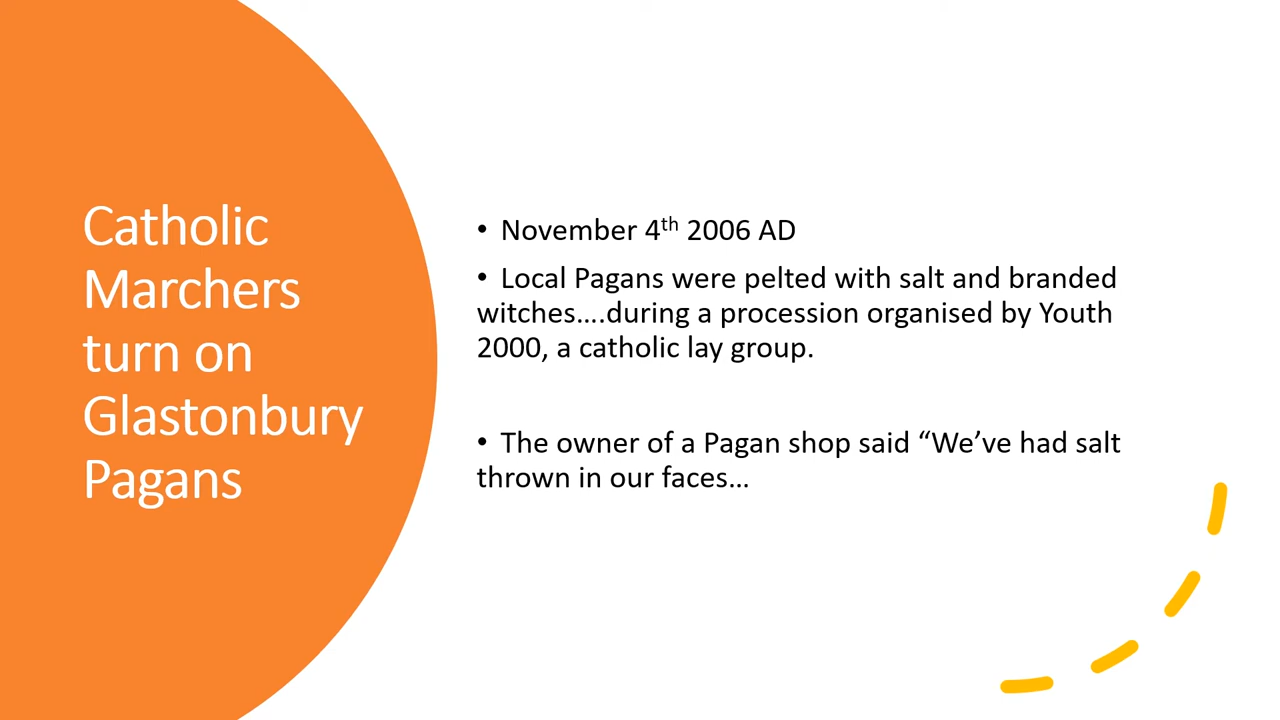 Catholic
Marchers
turn on
Glastonbury
Pagans
• November 4th 2006 AD
• Local Pagans were pelted with salt and branded
witches....during a procession organised by Youth
2000, a catholic lay group.
• The owner of a Pagan shop said “We’ve had salt
thrown in our faces...